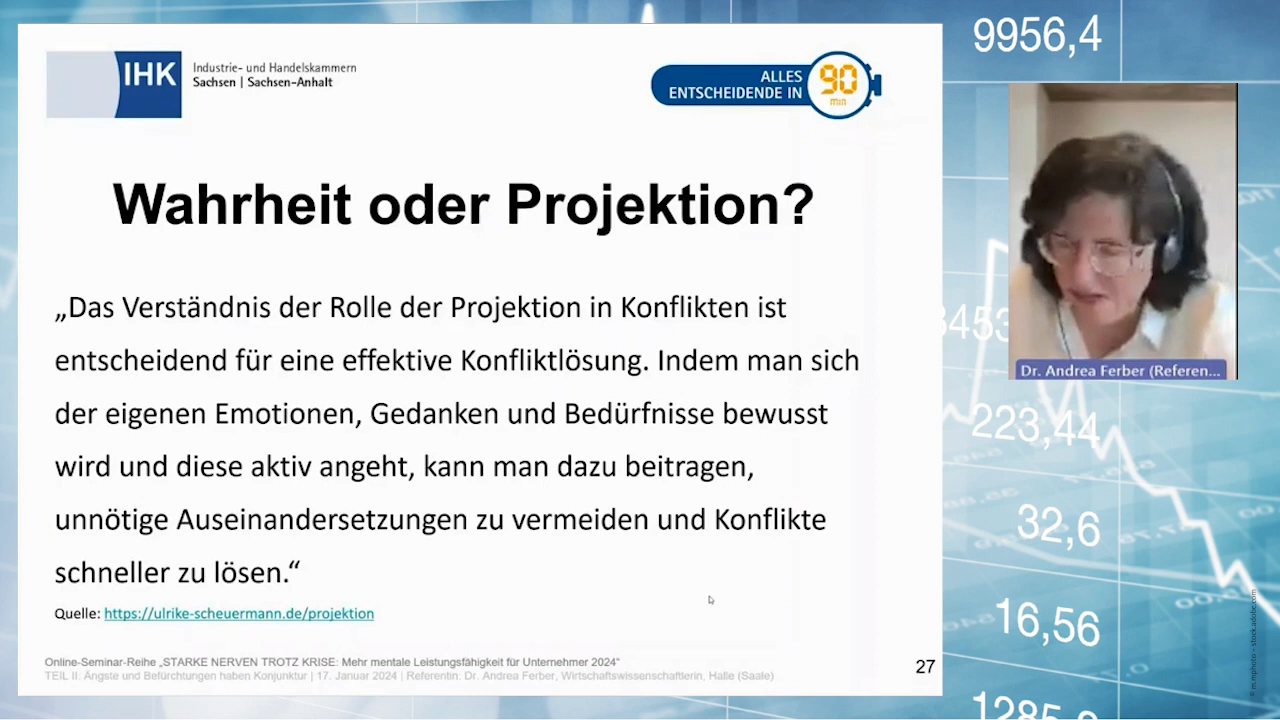 IHK
Industrie- und Handelskammern
Sachsen | Sachsen-Anhalt
ALLES
ENTSCHEIDENDE IN
90
min
Wahrheit oder Projektion?
„Das Verständnis der Rolle der Projektion in Konflikten ist
entscheidend für eine effektive Konfliktlösung. Indem man sich
der eigenen Emotionen, Gedanken und Bedürfnisse bewusst
wird und diese aktiv angeht, kann man dazu beitragen,
unnötige Auseinandersetzungen zu vermeiden und Konflikte
schneller zu lösen.“
Quelle: https://ulrike-scheuermann.de/projektion
Online-Seminar-Reihe „STARKE NERVEN TROTZ KRISE: Mehr mentale Leistungsfähigkeit für Unternehmer 2024“
TEIL II: Ängste und Befürchtungen haben Konjunktur | 17. Januar 2024 | Referentin: Dr. Andrea Ferber, Wirtschaftswissenschaftlerin, Halle (Saale)
27
9956,4
Dr. Andrea Ferber (Referen...
223,44
32,6
16,56